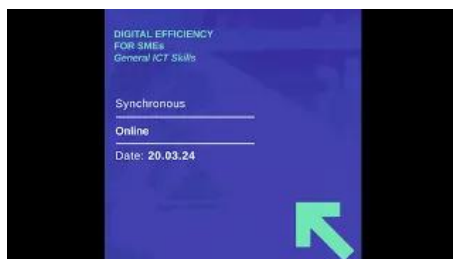 DIGITAL EFFICIENCY
FOR SMEs
General ICT Skills
Synchronous
Online
Date: 20.03.24